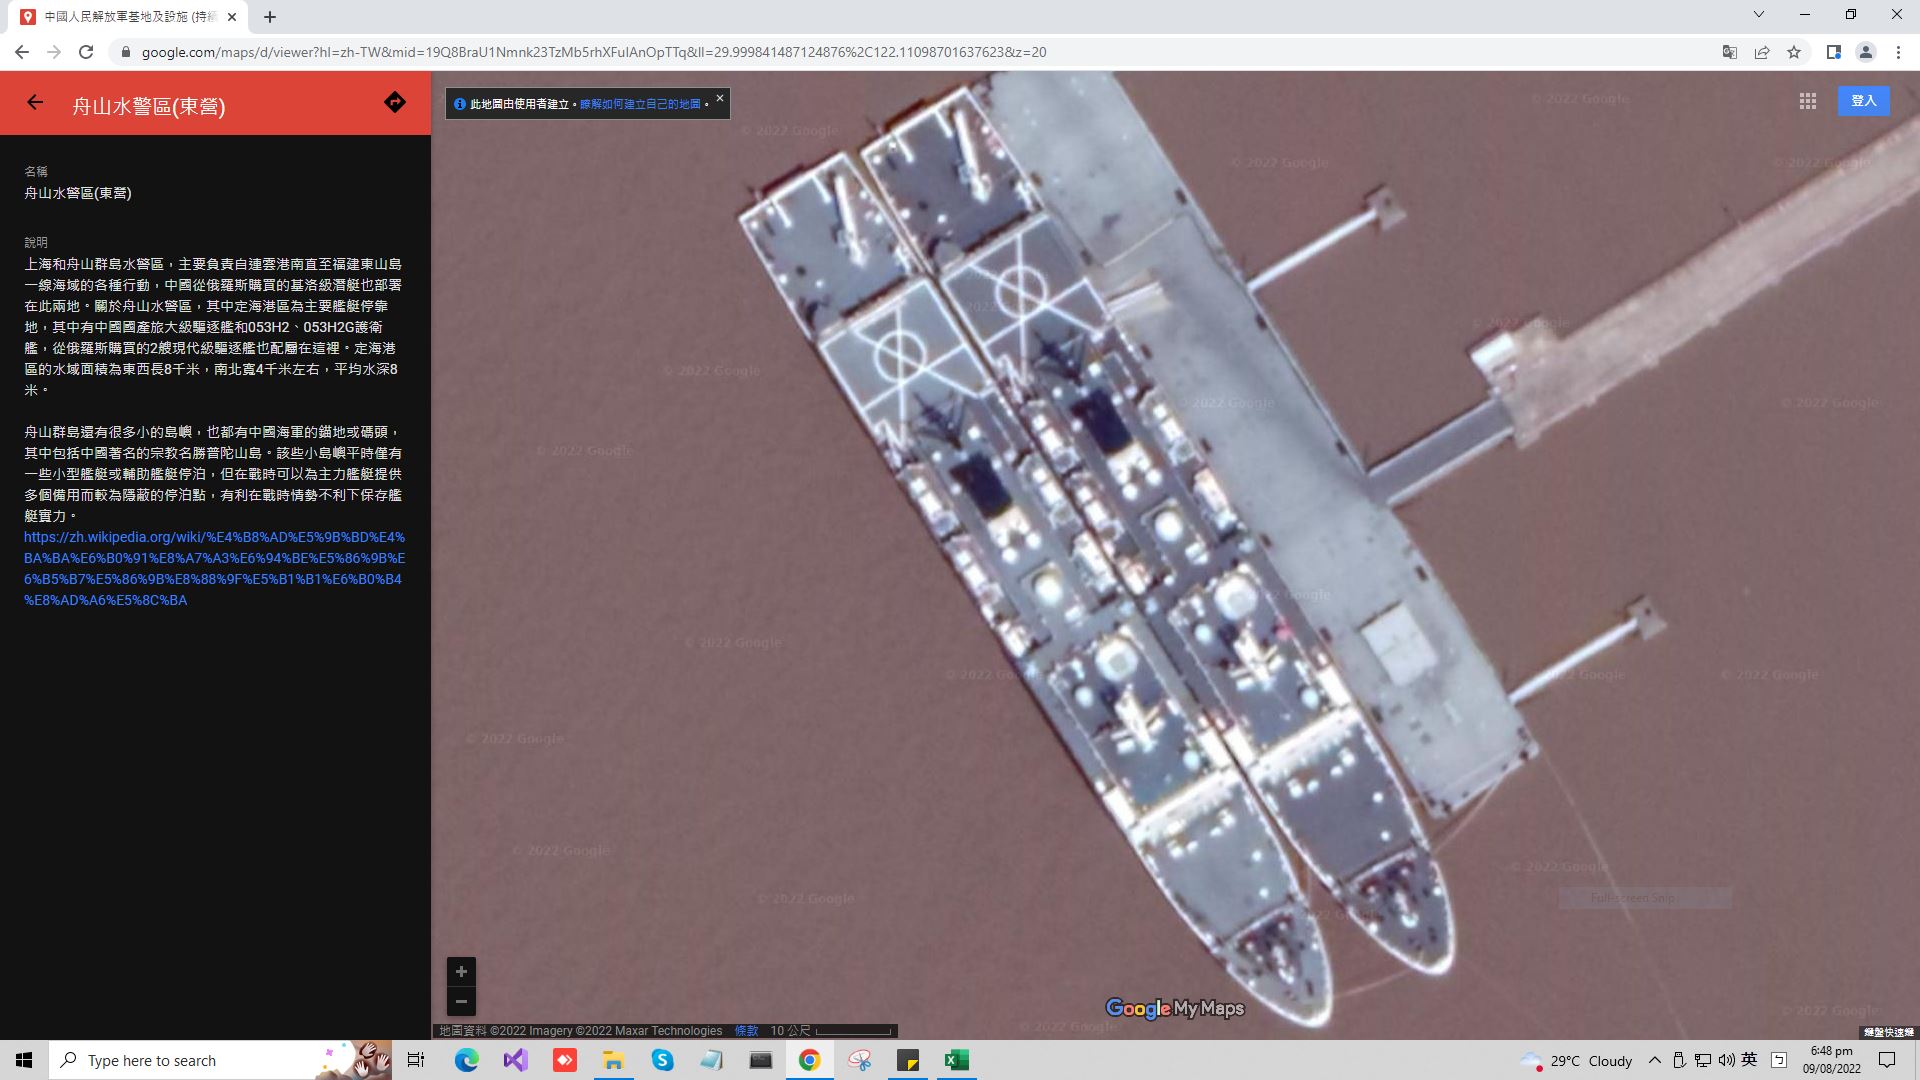 中國人民解放軍基地及設施 (持續
google.com/maps/d/viewer?hl=zh-TW&mid=19Q8BraU1Nmnk23TzMb5rhXFulAnOpTTq&ll=29.999841487124876%2C122.11098701637623&z=20
舟山水警區(東營)
此地圖由使用者建立。瞭解如何建立自己的地圖。
登入
名稱
舟山水警區(東營)
說明
上海和舟山群島水警區，主要負責自連雲港南直至福建東山島
一線海域的各種行動，中國從俄羅斯購買的基洛級潛艇也部署
在此兩地。關於舟山水警區，其中定海港區為主要艦艇停靠
地，其中有中國國產旅大級驅逐艦和053H2、053H2G護衛
艦，從俄羅斯購買的2艘現代級驅逐艦也配屬在這裡。定海港
區的水域面積為東西長8千米，南北寬4千米左右，平均水深8
米。
舟山群島還有很多小的島嶼，也都有中國海軍的錨地或碼頭，
其中包括中國著名的宗教名勝普陀山島。該些小島嶼平時僅有
一些小型艦艇或輔助艦艇停泊，但在戰時可以為主力艦艇提供
多個備用而較為隱蔽的停泊點，有利在戰時情勢不利下保存艦
艇實力。
https://zh.wikipedia.org/wiki/%E4%B8%AD%E5%9B%BD%E4%
BA%BA%E6%B0%91%E8%A7%A3%E6%94%BE%E5%86%9B%E
6%B5%B7%E5%86%9B%E8%88%9F%E5%B1%B1%E6%B0%B4
%E8%AD%A6%E5%8C%BA
© 2022 Google
Full-screen Snip
Google My Maps
地圖資料 ©2022 Imagery ©2022 Maxar Technologies 條款 10 公尺
鍵盤快速鍵
Type here to search
29°C Cloudy
英
6:48 pm
09/08/2022